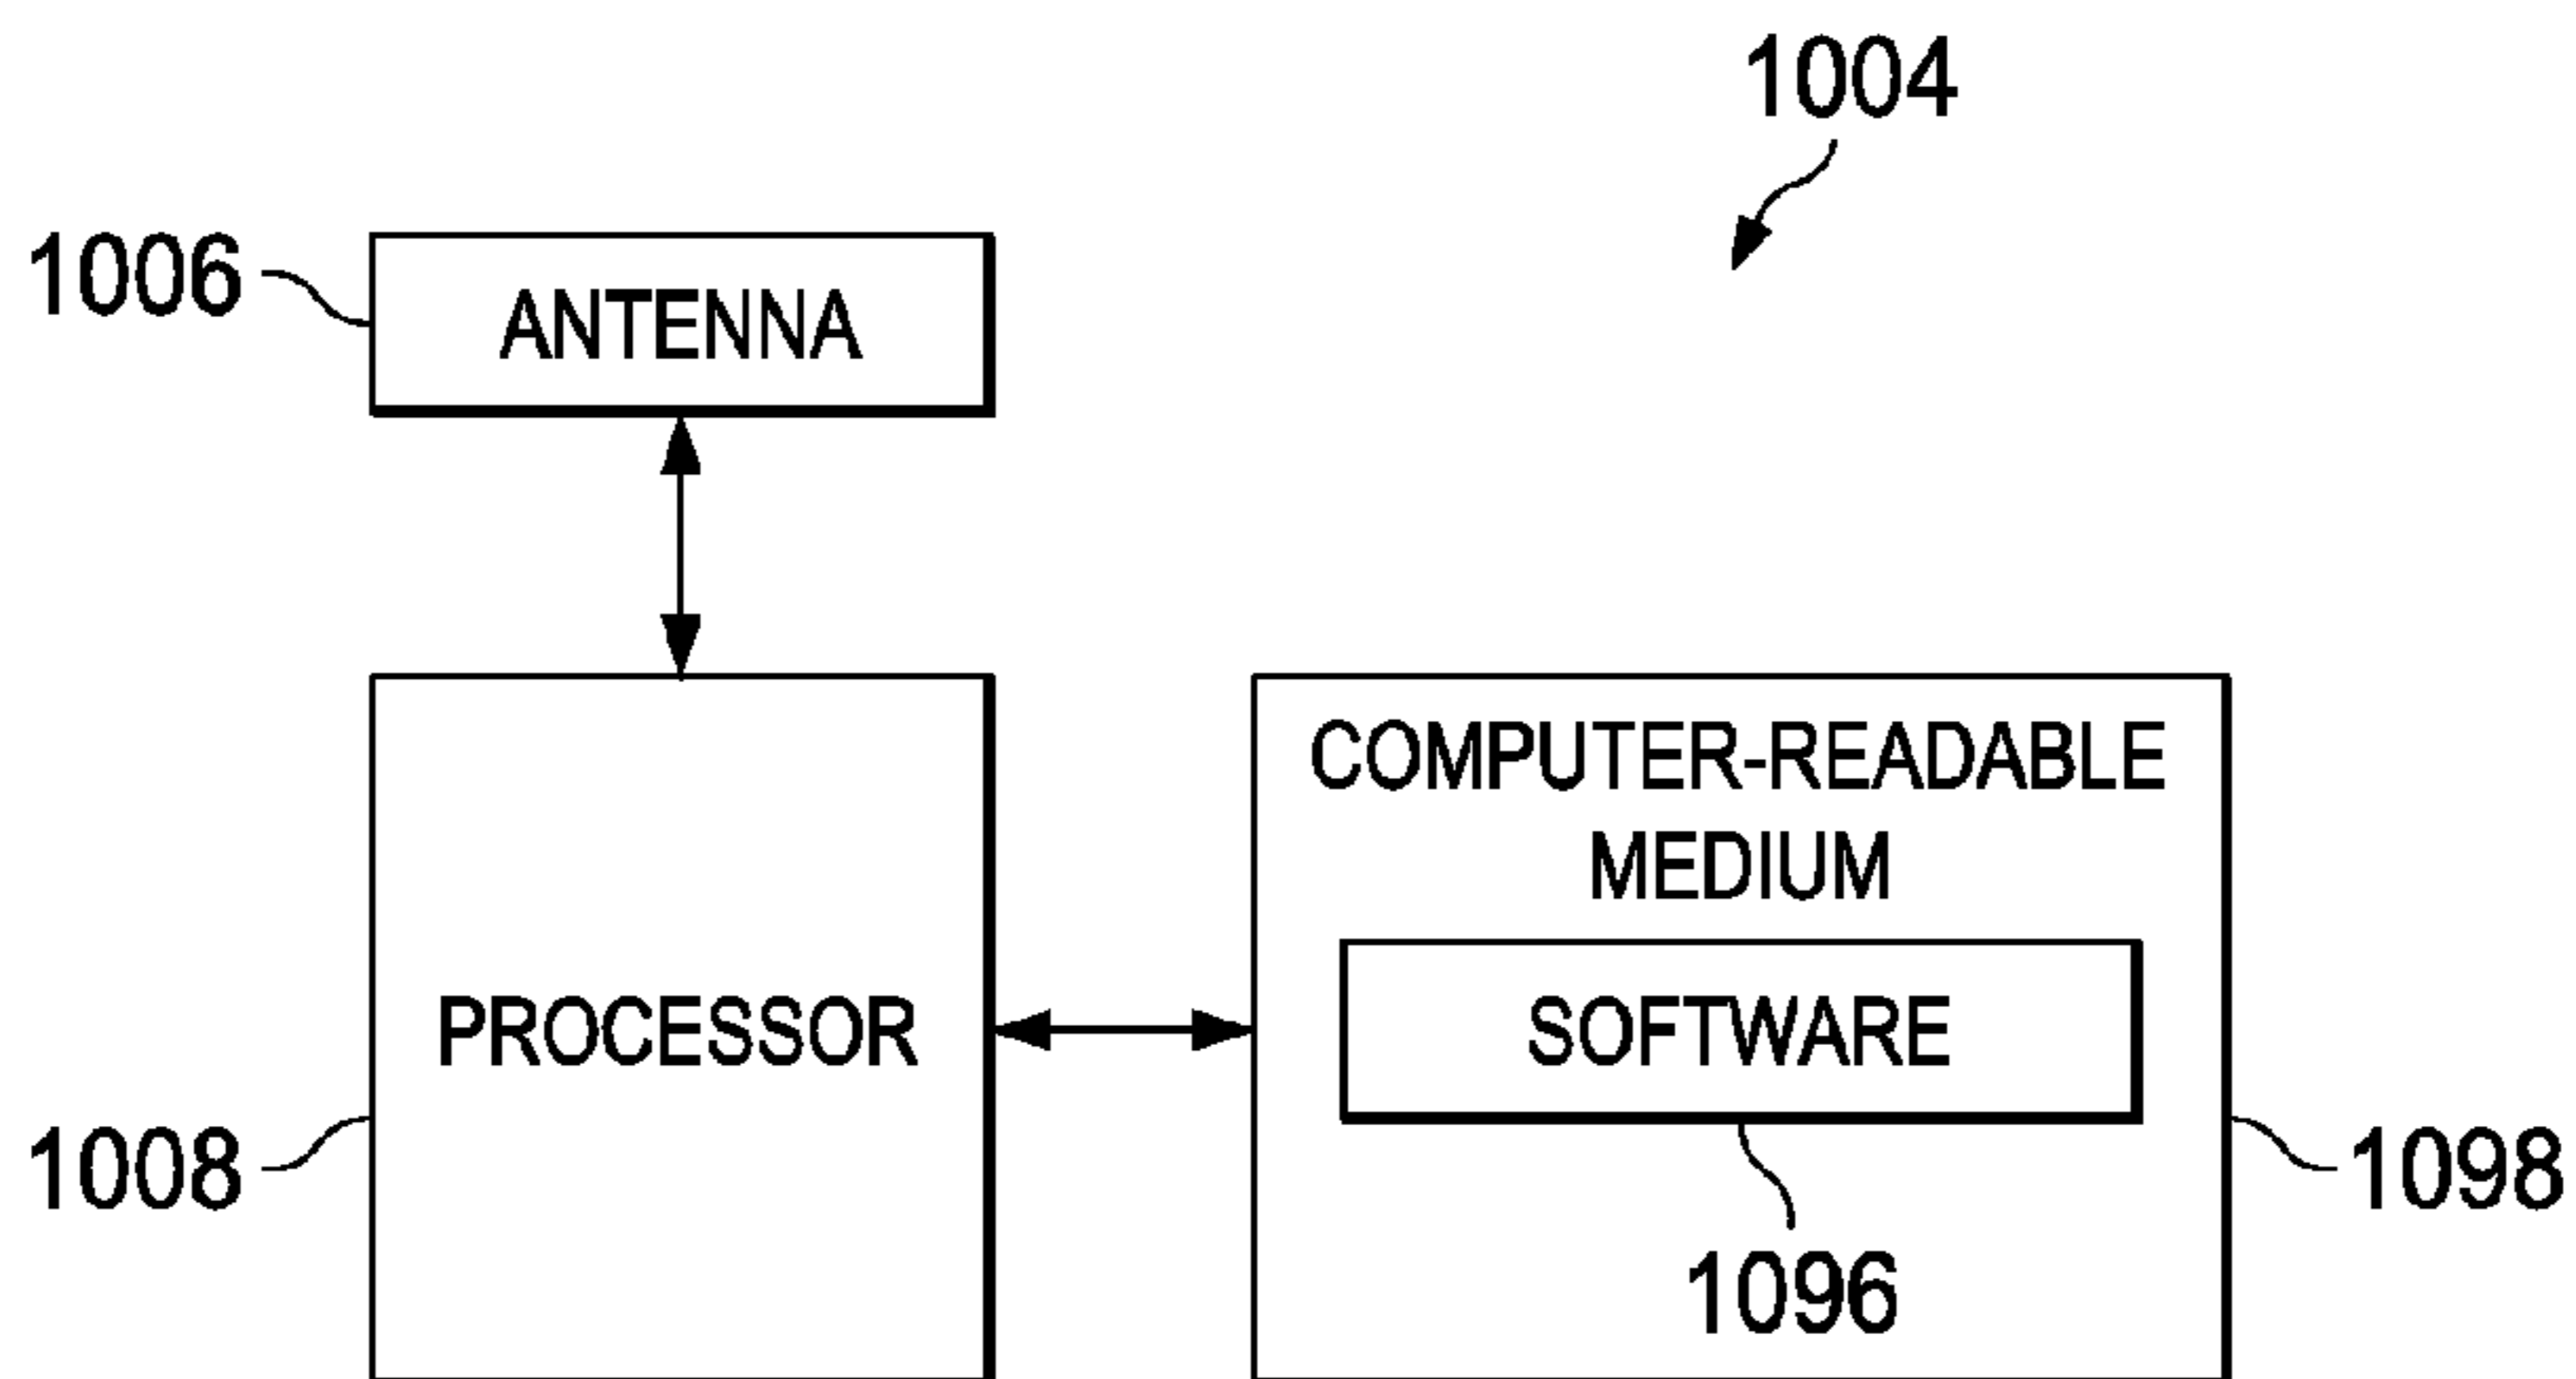 1004
1006
ANTENNA
COMPUTER-READABLE
MEDIUM
PROCESSOR
SOFTWARE
1008
1098
1096